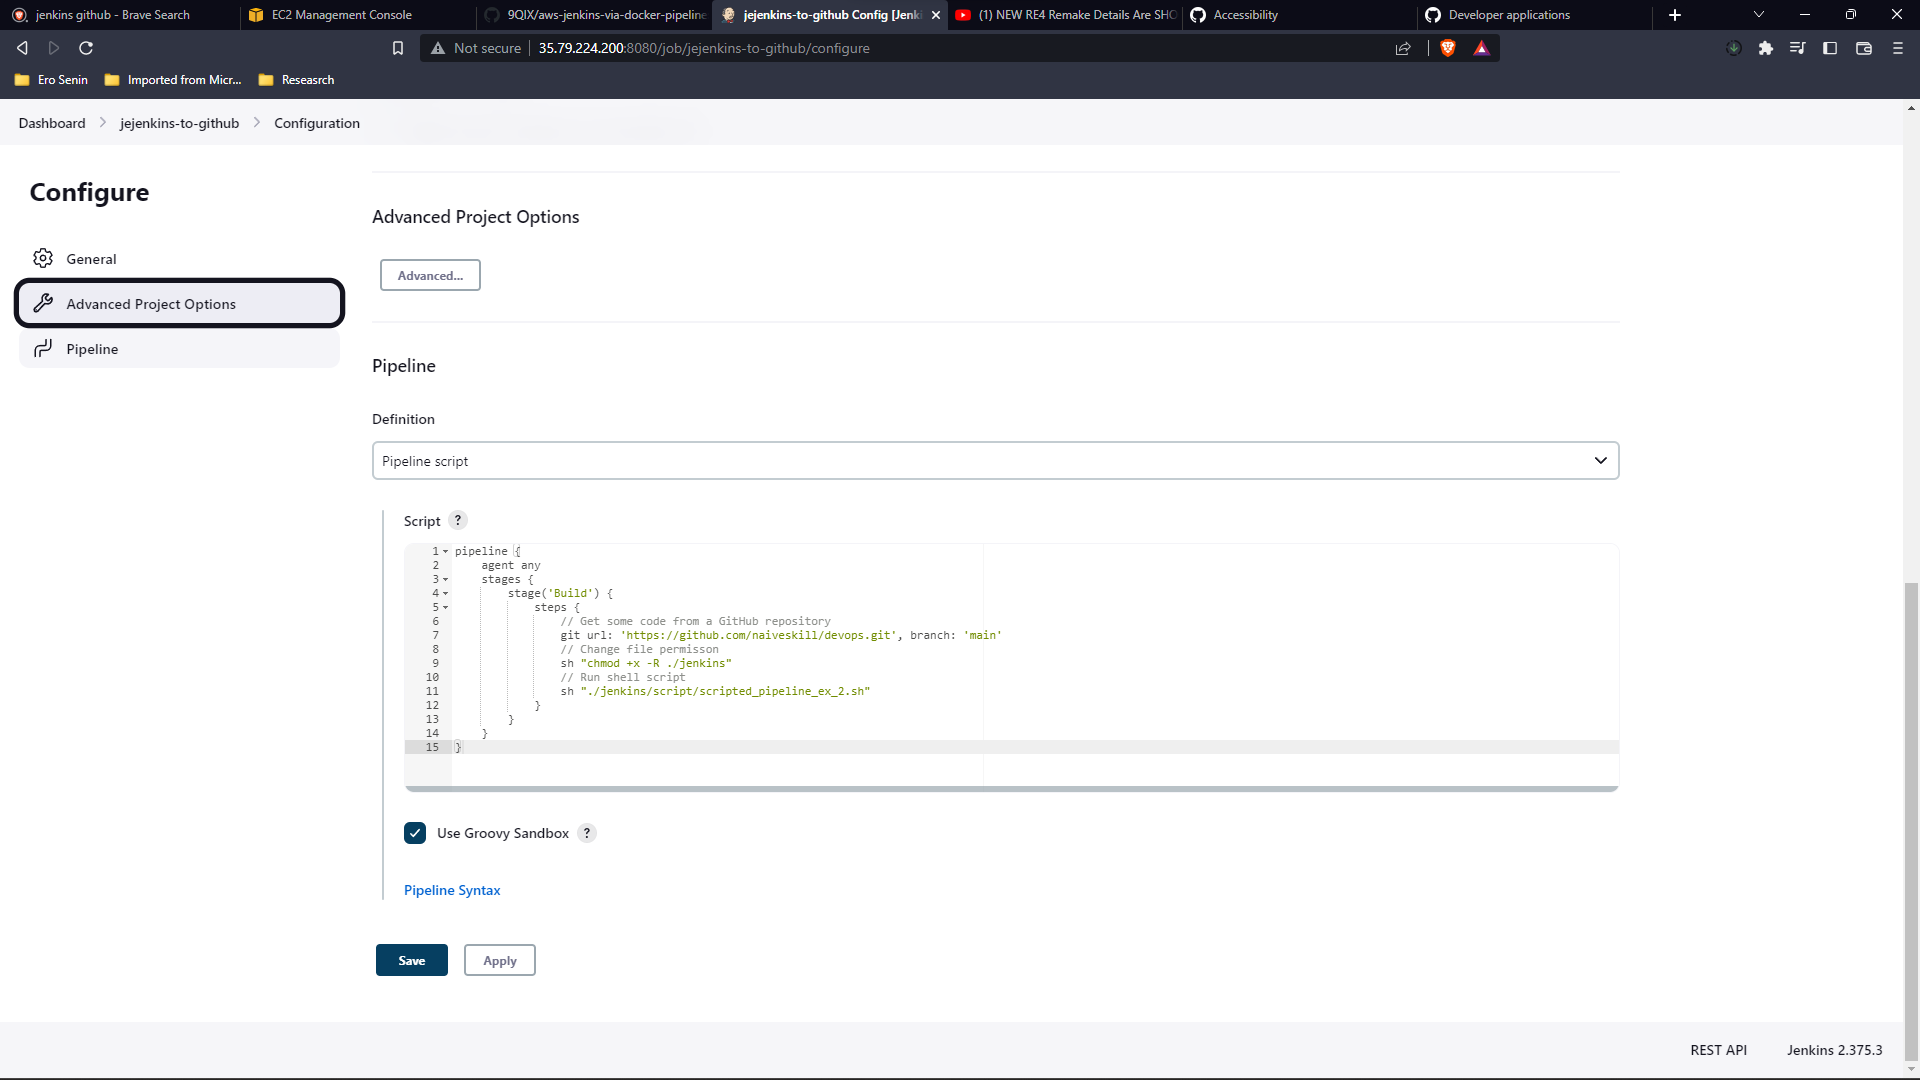 jenkins github - Brave Search
EC2 Management Console
9QIX/aws-jenkins-via-docker-pipeline
jejenkins-to-github Config [Jenki
(1) NEW RE4 Remake Details Are SHO
Accessibility
Developer applications
Not secure
35.79.224.200:8080/job/jejenkins-to-github/configure
Ero Senin
Imported from Micr...
Reseasrch
Dashboard
jejenkins-to-github
Configuration
Configure
General
Advanced Project Options
Pipeline
Advanced Project Options
Advanced...
Pipeline
Definition
Pipeline script
Script ?
1 pipeline {
2 agent any
3 stages {
4 stage('Build') {
5 steps {
6 // Get some code from a GitHub repository
7 git url: 'https://github.com/naiveskill/devops.git', branch: 'main'
8 // Change file permisson
9 sh "chmod +x -R ./jenkins"
10 // Run shell script
11 sh "./jenkins/script/scripted_pipeline_ex_2.sh"
12 }
13 }
14 }
15 }
Use Groovy Sandbox ?
Pipeline Syntax
Save
Apply
REST API
Jenkins 2.375.3